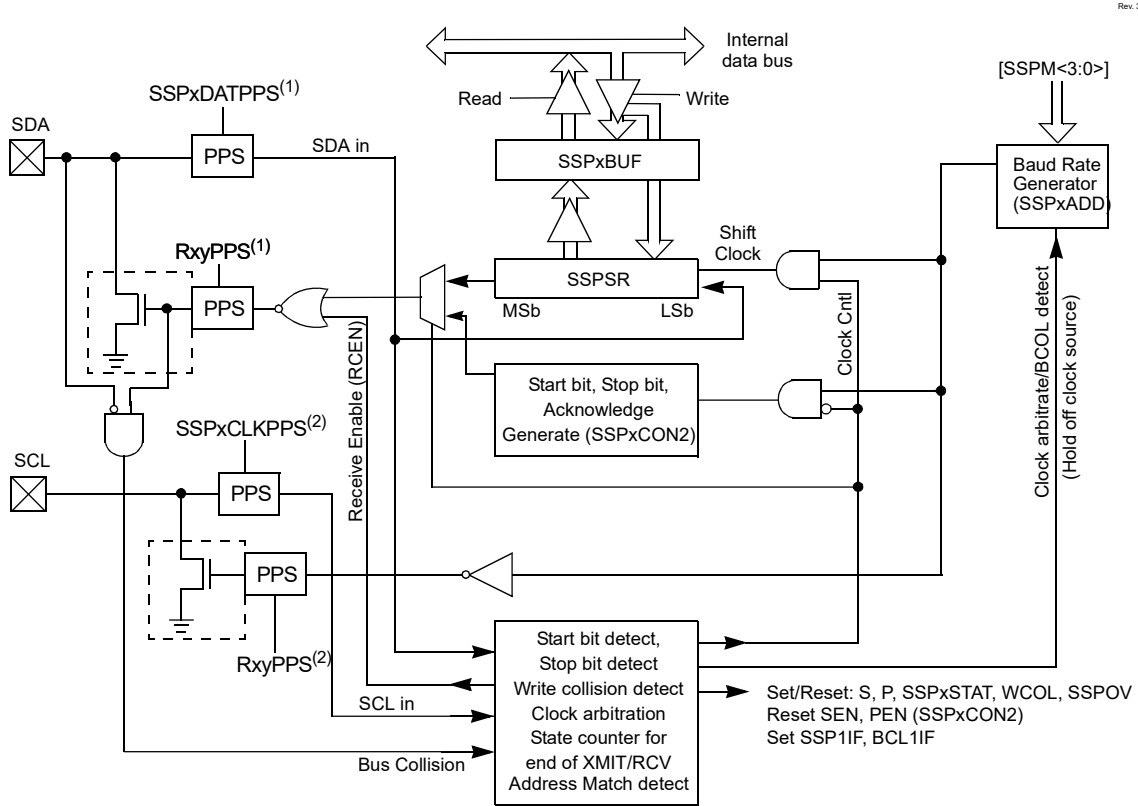 Rev. 3
Internal
data bus
[SSPM<3:0>]
Read
Write
SSPxDATPPS(1)
SDA
PPS
SDA in
SSPxBUF
Baud Rate
Generator
(SSPxADD)
RxyPPS(1)
Shift
Clock
PPS
SSPSR
MSb
LSb
Receive Enable (RCEN)
Clock Cntl
Clock arbitrate/BCOL detect
(Hold off clock source)
Start bit, Stop bit,
Acknowledge
Generate (SSPxCON2)
SSPxCLKPPS(2)
SCL
PPS
PPS
RxyPPS(2)
Start bit detect,
Stop bit detect
Write collision detect
Clock arbitration
State counter for
end of XMIT/RCV
Address Match detect
SCL in
Bus Collision
Set/Reset: S, P, SSPxSTAT, WCOL, SSPOV
Reset SEN, PEN (SSPxCON2)
Set SSP1IF, BCL1IF